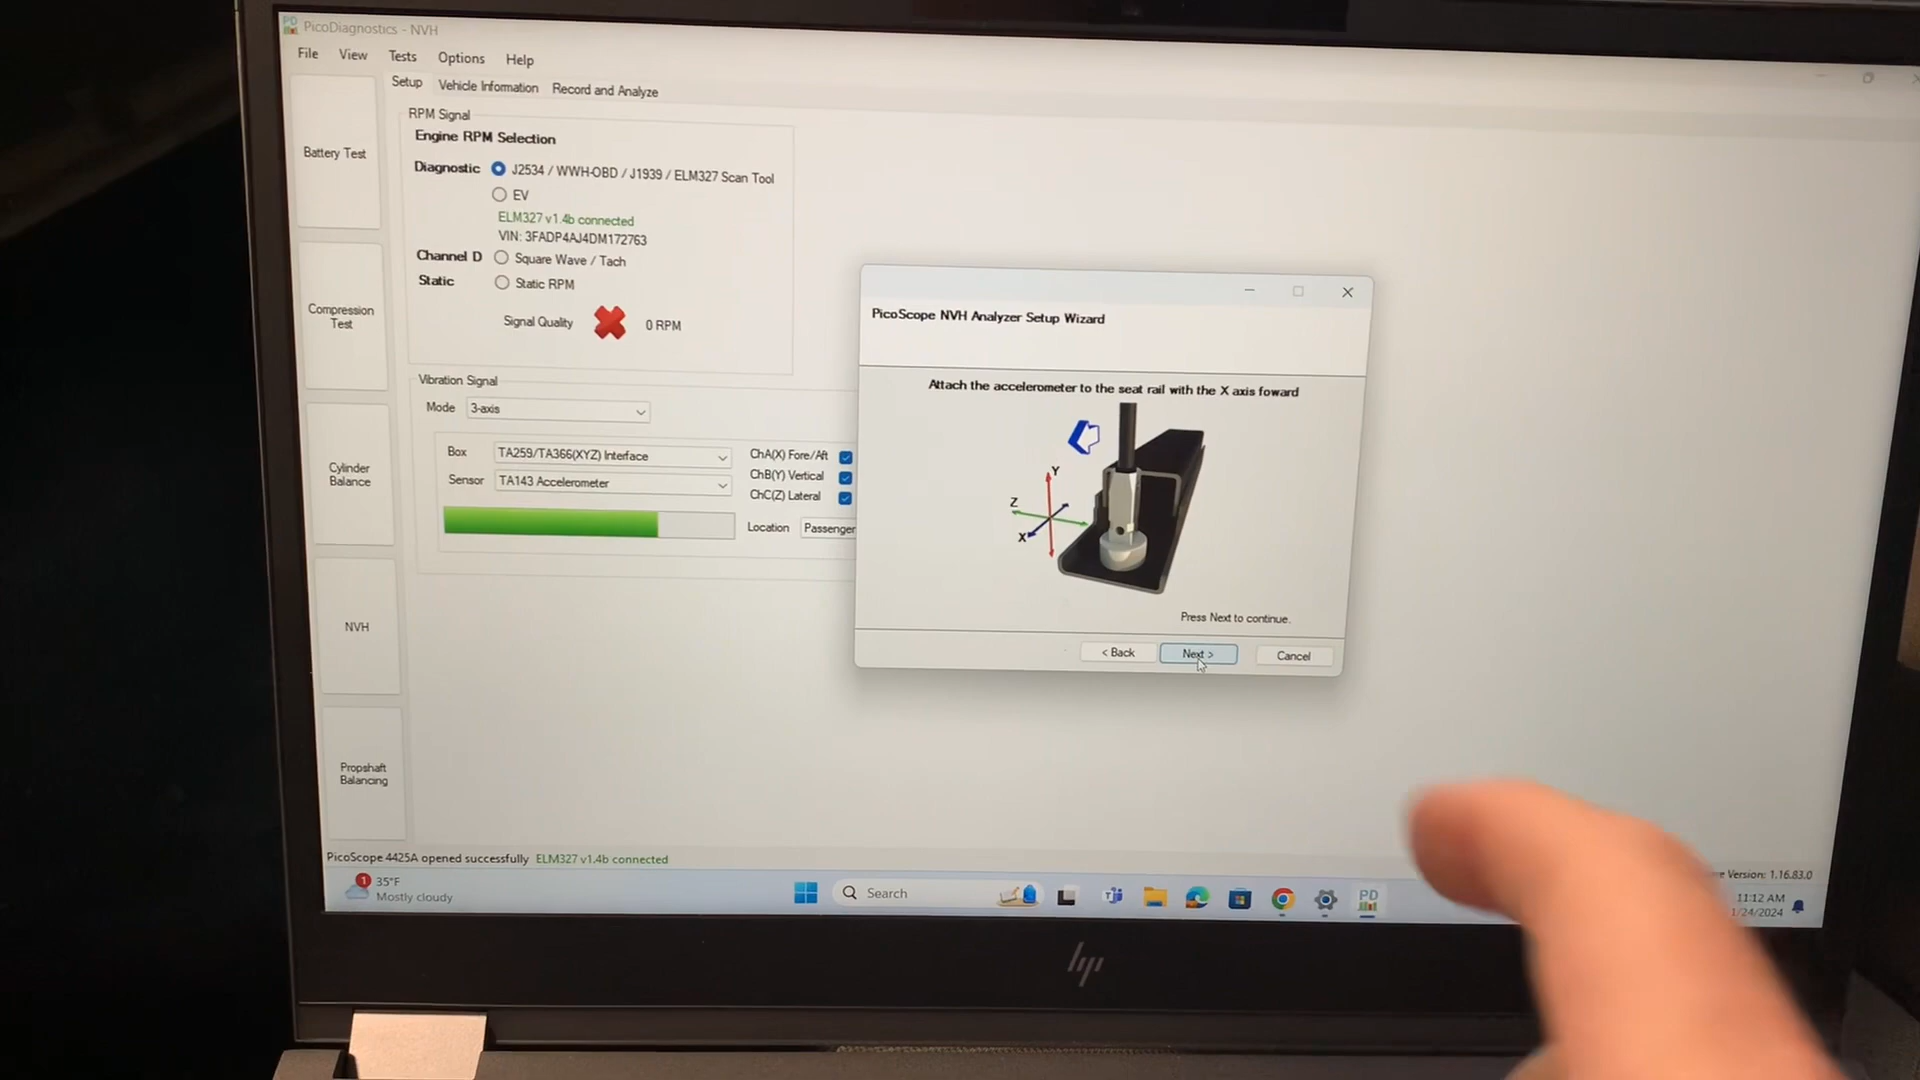 PicoDiagnostics - NVH
File View Tests Options Help
Setup Vehicle Information Record and Analyze
RPM Signal
Engine RPM Selection
Diagnostic J2534 / WWH-OBD / J1939 / ELM327 Scan Tool
EV
ELM327 v1.4b connected
VIN: 3FADP4AJ4DM172763
Channel D Square Wave / Tach
Static Static RPM
Signal Quality 0 RPM
Vibration Signal
Mode 3-axis
Box TA259/TA366(XYZ) Interface ChA(X) Fore/Aft
ChB(Y) Vertical
Sensor TA143 Accelerometer
ChC(Z) Lateral
Location Passenger
Battery Test
Compression
Test
Cylinder
Balance
NVH
Propshaft
Balancing
PicoScope NVH Analyzer Setup Wizard
Attach the accelerometer to the seat rail with the X axis foward
Y
Z
X
Press Next to continue.
< Back Next > Cancel
PicoScope 4425A opened successfully ELM327 v1.4b connected
Version: 1.16.83.0
1
35°F
Mostly cloudy
Search
PD
11:12 AM
1/24/2024
hp